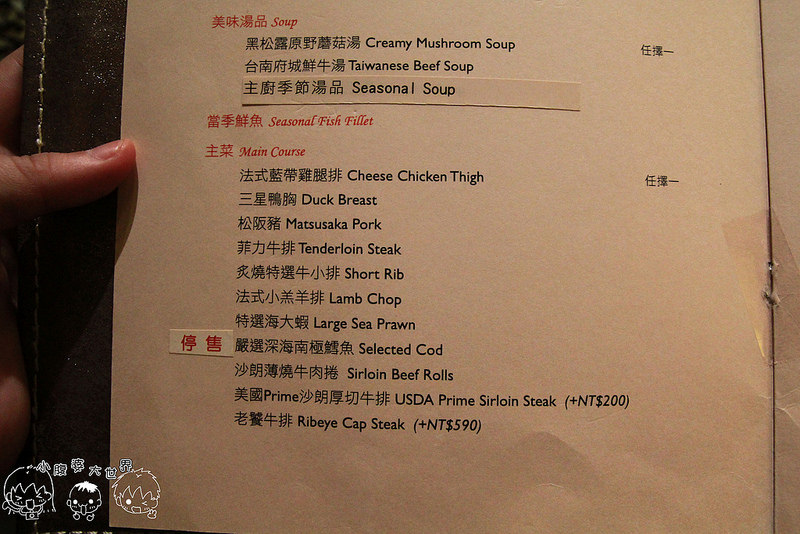 美味湯品 Soup
黑松露原野蘑菇湯 Creamy Mushroom Soup
任擇一
台南府城鮮牛湯 Taiwanese Beef Soup
主廚季節湯品 Seasonal Soup
當季鮮魚 Seasonal Fish Fillet
主菜 Main Course
法式藍帶雞腿排 Cheese Chicken Thigh
任擇一
三星鴨胸 Duck Breast
松阪豬 Matsusaka Pork
菲力牛排 Tenderloin Steak
炙燒特選牛小排 Short Rib
法式小羔羊排 Lamb Chop
特選海大蝦 Large Sea Prawn
停售 嚴選深海南極鱈魚 Selected Cod
沙朗薄燒牛肉捲 Sirloin Beef Rolls
美國Prime沙朗厚切牛排 USDA Prime Sirloin Steak (+NT$200)
老饕牛排 Ribeye Cap Steak (+NT$590)
小腹婆大世界